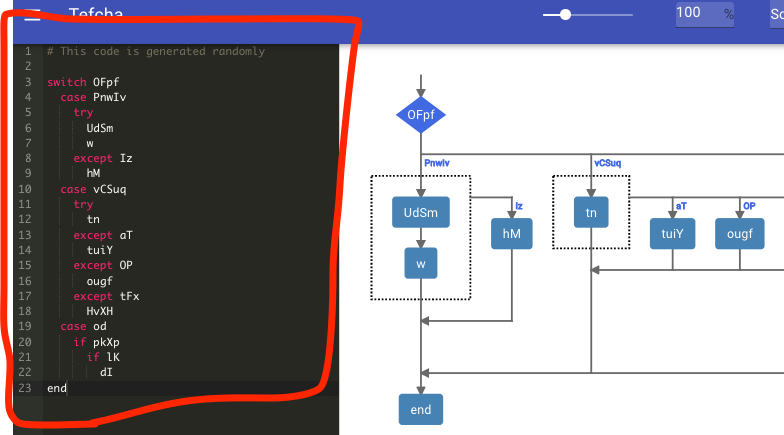 Tefcha
100 %
1 # This code is generated randomly
2
3 switch OFpf
4 case PnwIv
5 try
6 UdSm
7 w
8 except Iz
9 hM
10 case vCSuq
11 try
12 tn
13 except aT
14 tuiY
15 except OP
16 ougf
17 except tFx
18 HvXH
19 case od
20 if pkXp
21 if lK
22 dI
23 end
OFpf
PnwIv
vCSuq
UdSm
w
Iz
hM
tn
aT
tuiY
OP
ougf
end